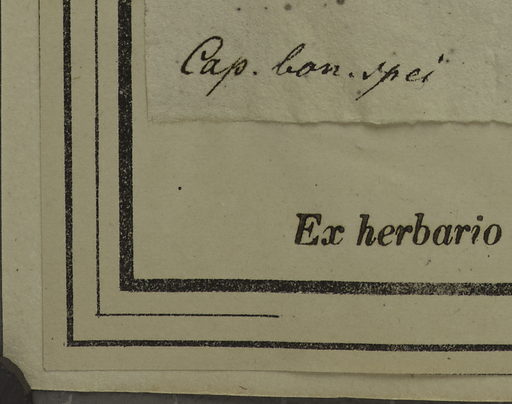 Cap. bon. spei
Ex herbario